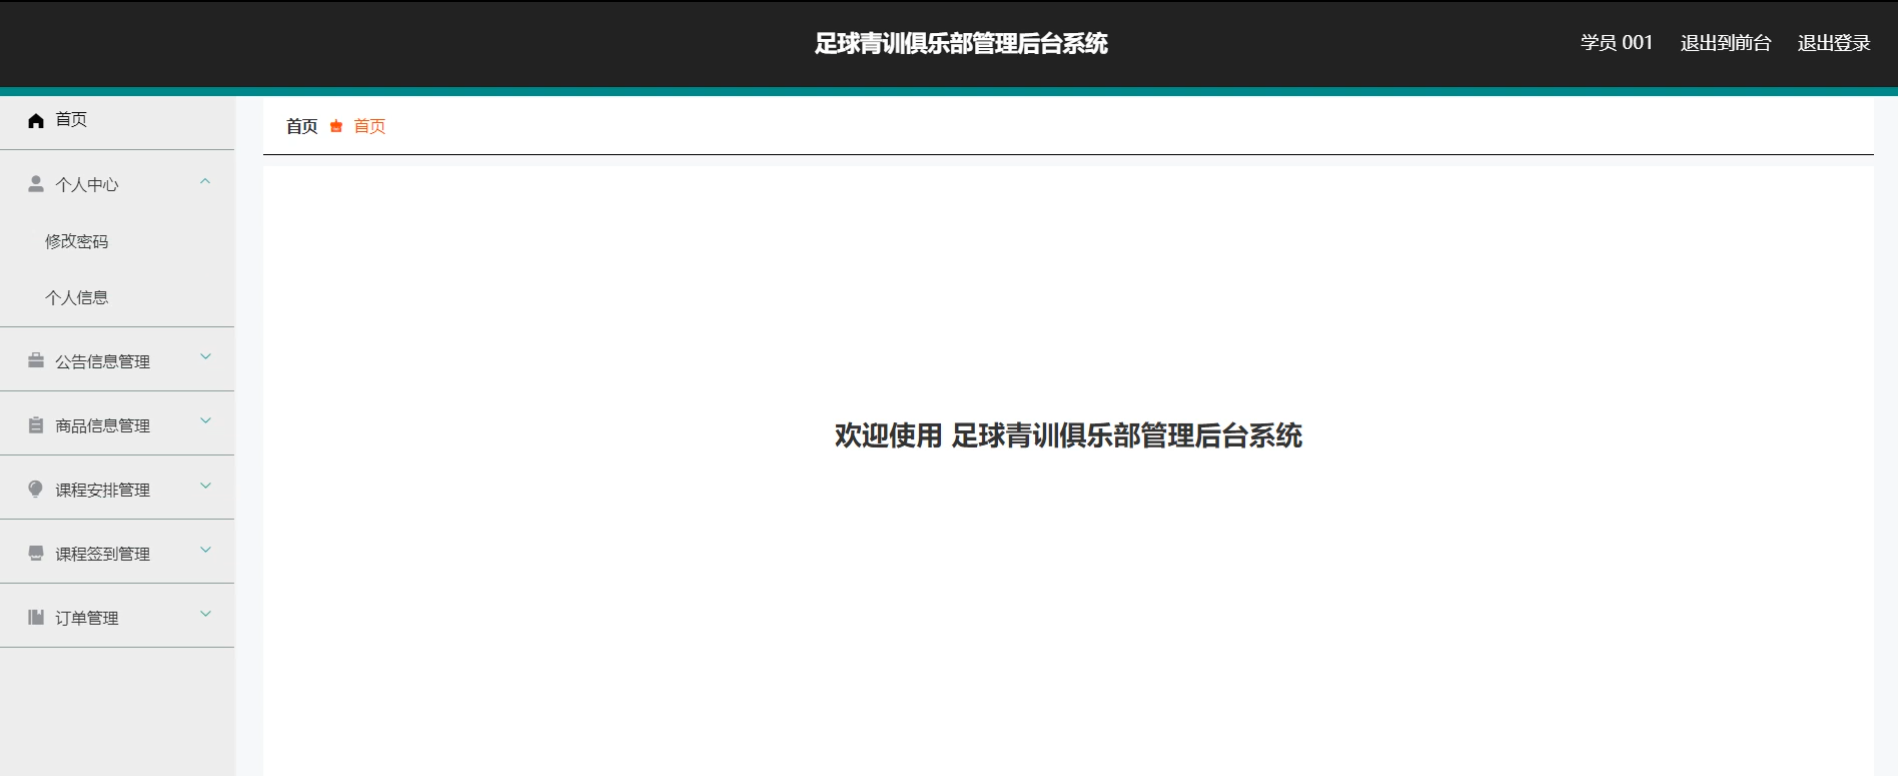 足球青训俱乐部管理后台系统
学员 001 退出到前台 退出登录
首页
首页 首页
个人中心
修改密码
个人信息
公告信息管理
商品信息管理
课程安排管理
课程签到管理
订单管理
欢迎使用 足球青训俱乐部管理后台系统